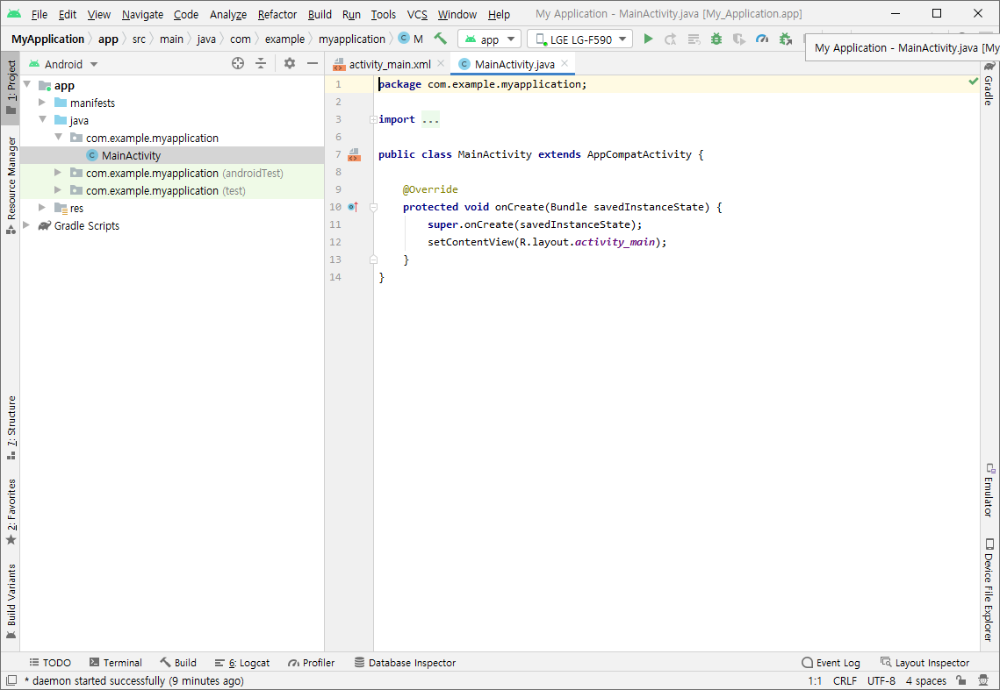 File Edit View Navigate Code Analyze Refactor Build Run Tools VCS Window Help My Application - MainActivity.java [My_Application.app]
MyApplication app src main java com example myapplication C M app LGE LG-F590
My Application - MainActivity.java [My
1: Project
Resource Manager
7: Structure
2: Favorites
Build Variants
Android
app
manifests
java
com.example.myapplication
C MainActivity
com.example.myapplication (androidTest)
com.example.myapplication (test)
res
Gradle Scripts
activity_main.xml C MainActivity.java
1 package com.example.myapplication;
2
3 import ...
6
7 public class MainActivity extends AppCompatActivity {
8
9 @Override
10 protected void onCreate(Bundle savedInstanceState) {
11 super.onCreate(savedInstanceState);
12 setContentView(R.layout.activity_main);
13 }
14 }
Gradle
Emulator
Device File Explorer
TODO Terminal Build 6: Logcat Profiler Database Inspector Event Log Layout Inspector
* daemon started successfully (9 minutes ago) 1:1 CRLF UTF-8 4 spaces